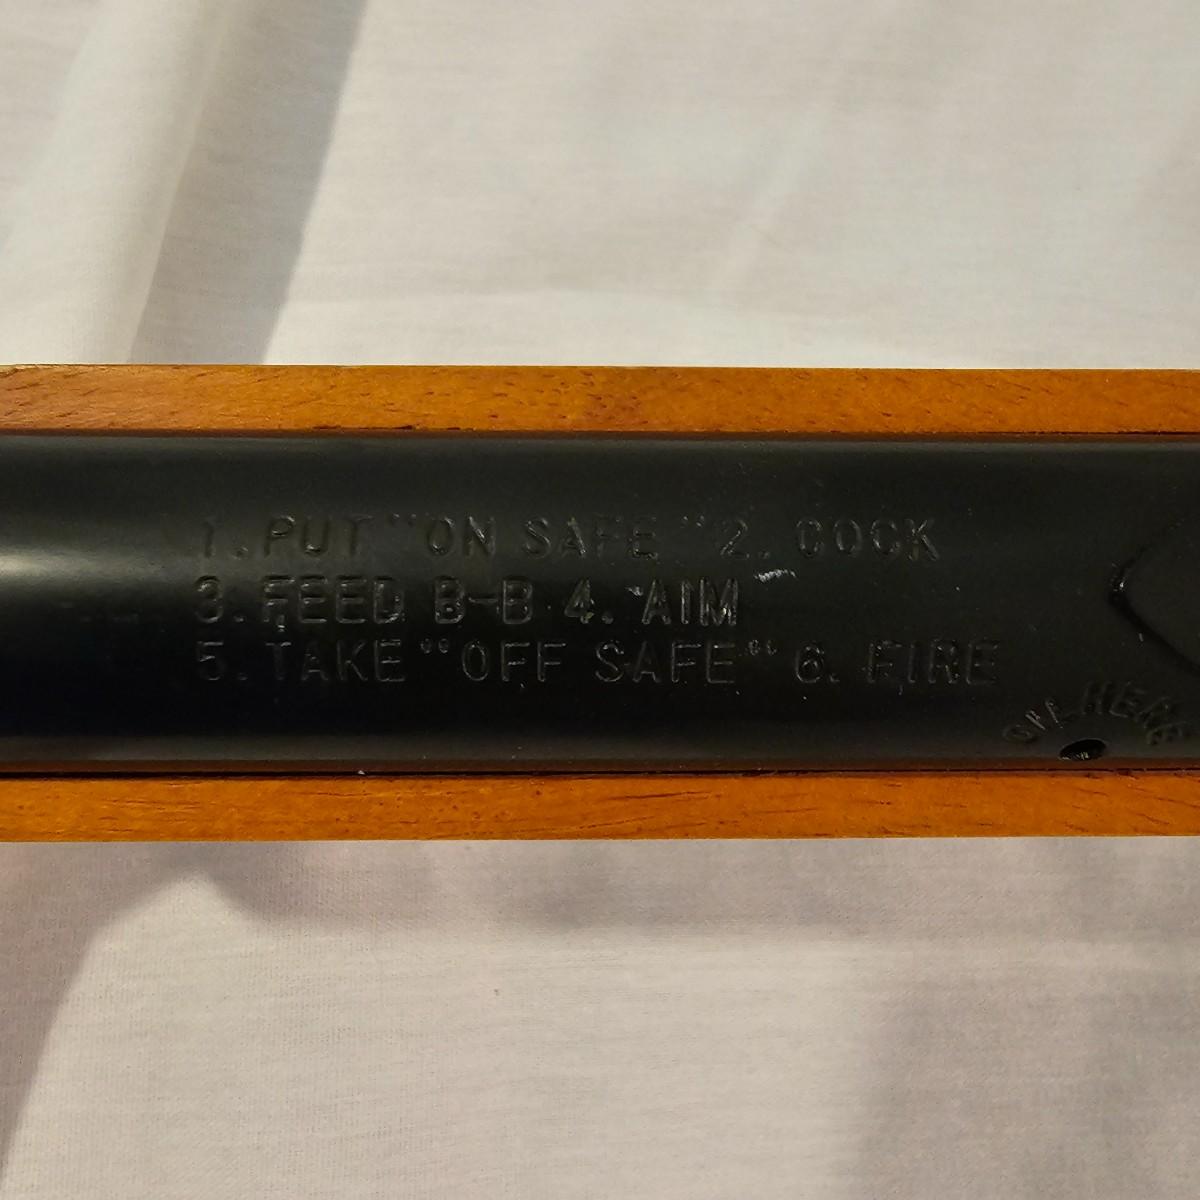 1. PUT "ON SAFE" 2. COCK
3. FEED B-B 4. AIM
5. TAKE "OFF SAFE" 6. FIRE
OIL HERE